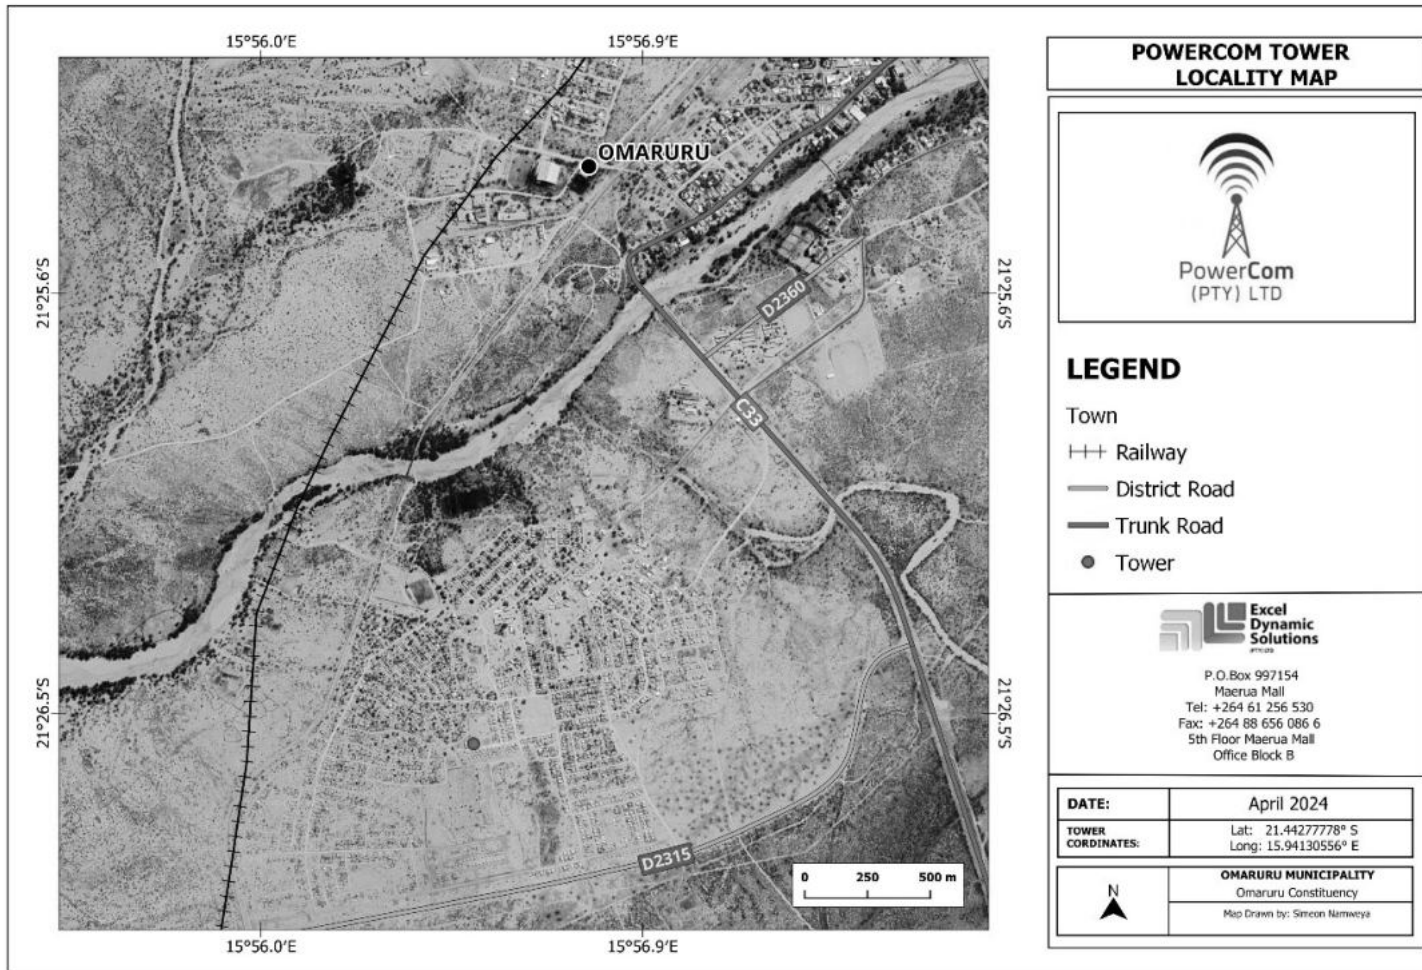 15°56.0'E
15°56.9'E
OMARURU
21°25.6'S
21°25.6'S
D2360
C33
21°26.5'S
21°26.5'S
D2315
0 250 500 m
15°56.0'E
15°56.9'E
POWERCOM TOWER
LOCALITY MAP
PowerCom
(PTY) LTD
LEGEND
Town
Railway
District Road
Trunk Road
Tower
Excel
Dynamic
Solutions
(PTY) LTD
P.O.Box 997154
Maerua Mall
Tel: +264 61 256 530
Fax: +264 88 656 086 6
5th Floor Maerua Mall
Office Block B
DATE: April 2024
TOWER
CORDINATES:
Lat: 21.44277778° S
Long: 15.94130556° E
N
OMARURU MUNICIPALITY
Omaruru Constituency
Map Drawn by: Simeon Namweya